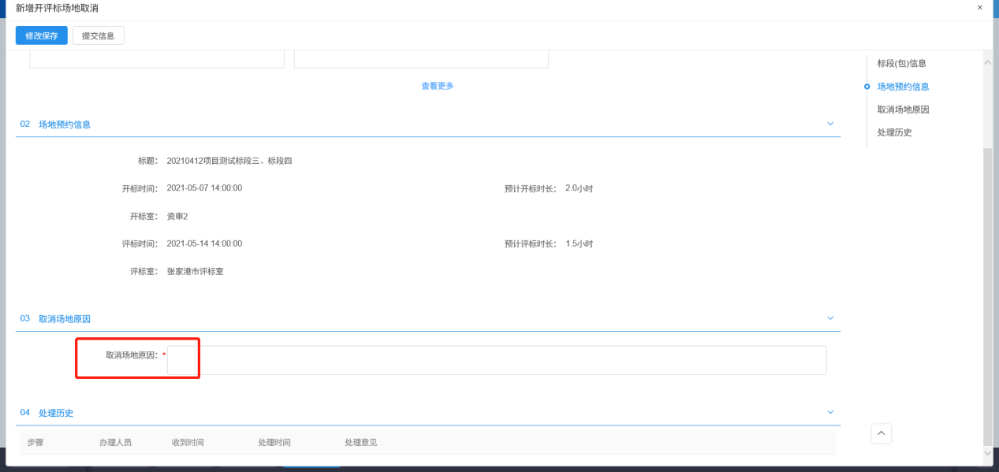 新增开评标场地取消 ×
修改保存 提交信息
标段(包)信息
查看更多 场地预约信息
取消场地原因
02 场地预约信息
处理历史
标题: 20210412项目测试标段三、标段四
开标时间: 2021-05-07 14:00:00 预计开标时长: 2.0小时
开标室: 资审2
评标时间: 2021-05-14 14:00:00 预计评标时长: 1.5小时
评标室: 张家港市评标室
03 取消场地原因
取消场地原因: *
04 处理历史
步骤 办理人员 收到时间 处理时间 处理意见